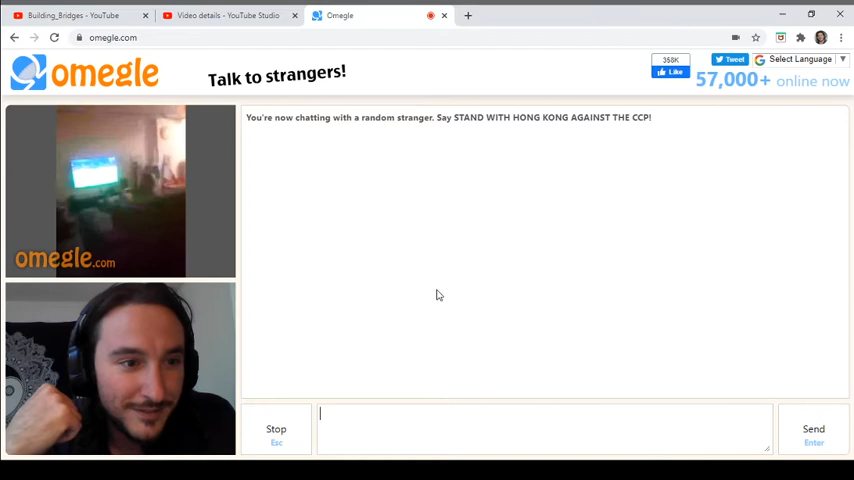 Building_Bridges - YouTube
Video details - YouTube Studio
Omegle
omegle.com
omegle
Talk to strangers!
358K
Like
Tweet
Select Language
57,000+ online now
You're now chatting with a random stranger. Say STAND WITH HONG KONG AGAINST THE CCP!
omegle.com
Stop
Esc
Send
Enter